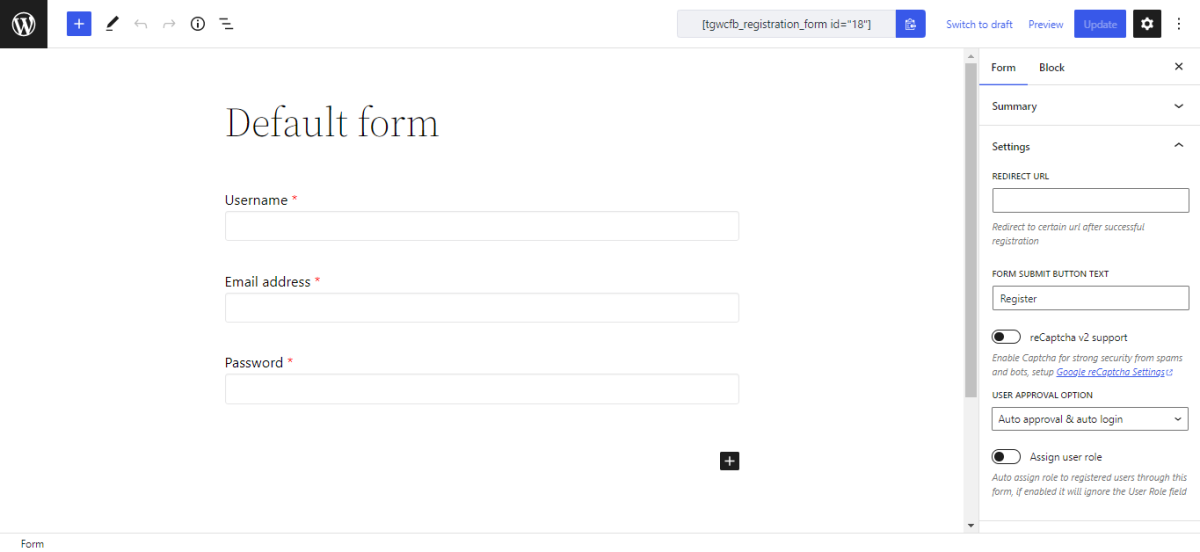 [tgwcfb_registration_form id="18"]
Switch to draft
Preview
Update
Form
Block
Default form
Username *
Email address *
Password *
Summary
Settings
REDIRECT URL
Redirect to certain url after successful
registration
FORM SUBMIT BUTTON TEXT
Register
reCaptcha v2 support
Enable Captcha for strong security from spams
and bots, setup Google reCaptcha Settings
USER APPROVAL OPTION
Auto approval & auto login
Assign user role
Auto assign role to registered users through this
form, if enabled it will ignore the User Role field
Form